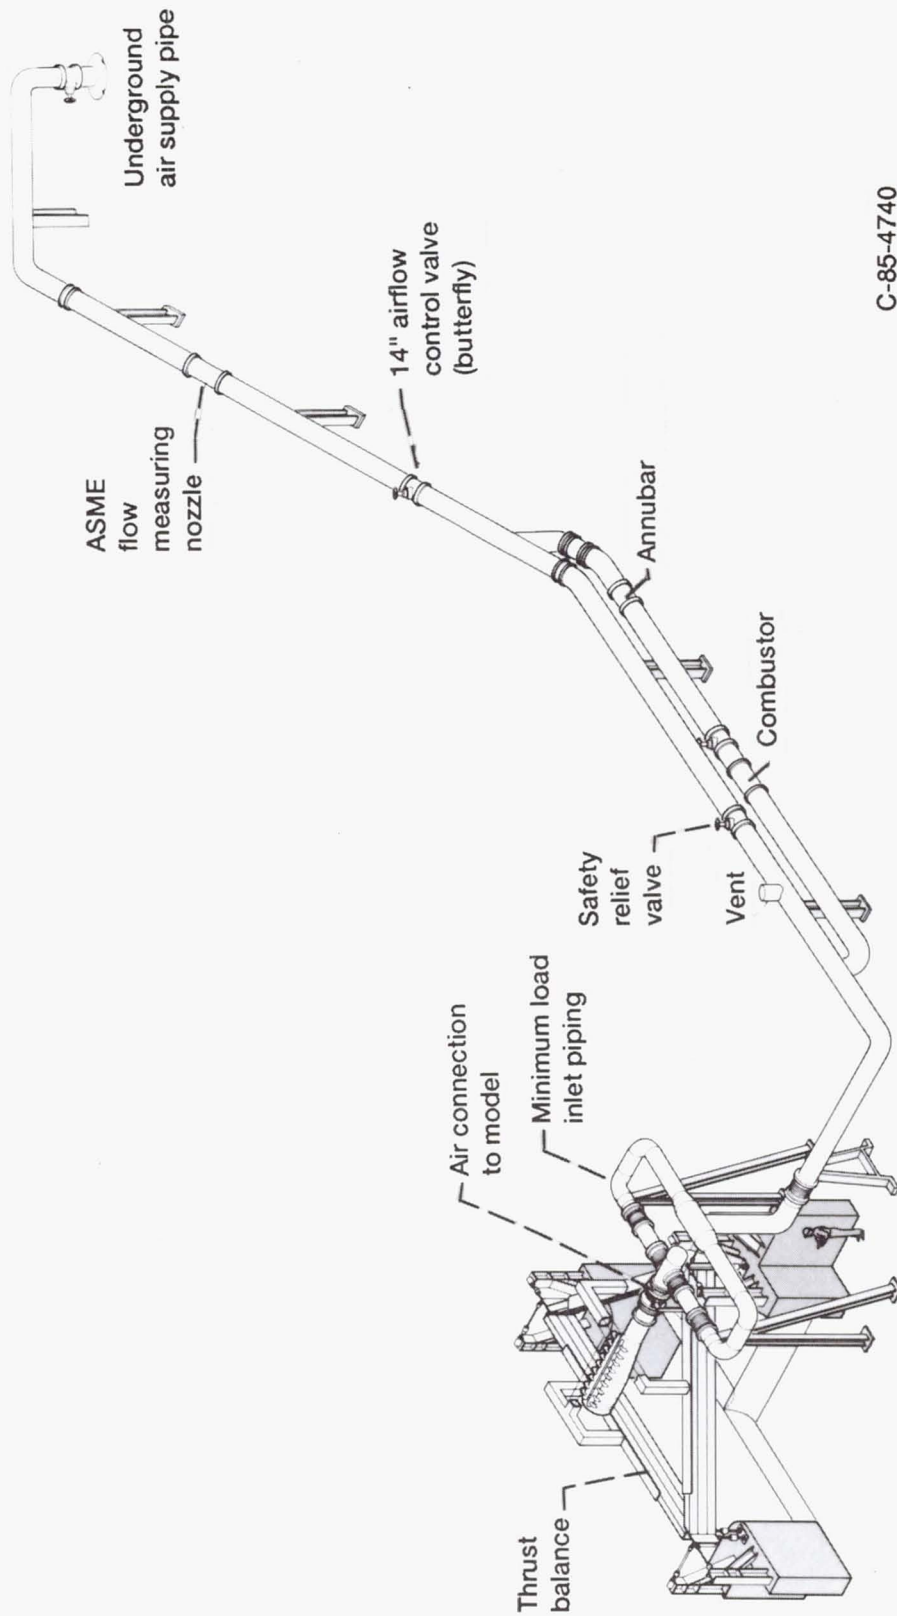 Underground
air supply pipe
ASME
flow
measuring
nozzle
14" airflow
control valve
(butterfly)
Annubar
Combustor
Safety
relief
valve
Vent
Air connection
to model
Minimum load
inlet piping
Thrust
balance
C-85-4740